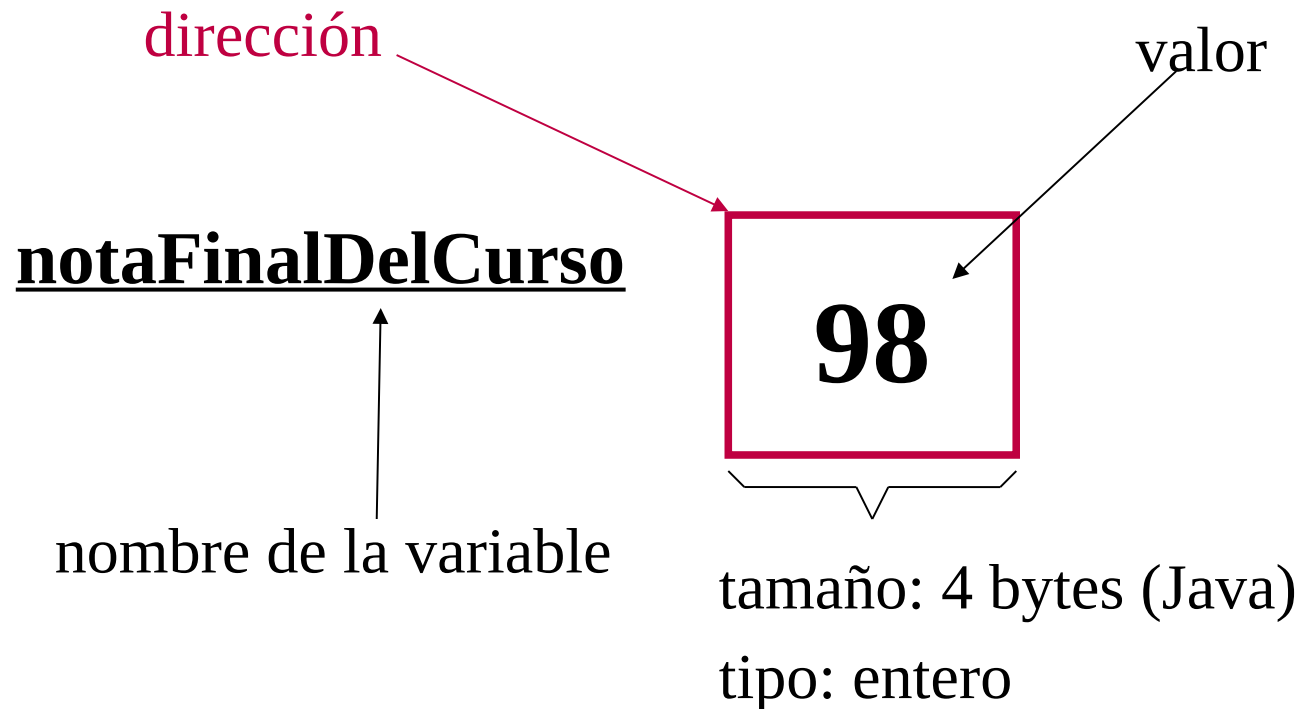 dirección
valor
notaFinalDelCurso
98
nombre de la variable
tamaño: 4 bytes (Java)
tipo: entero